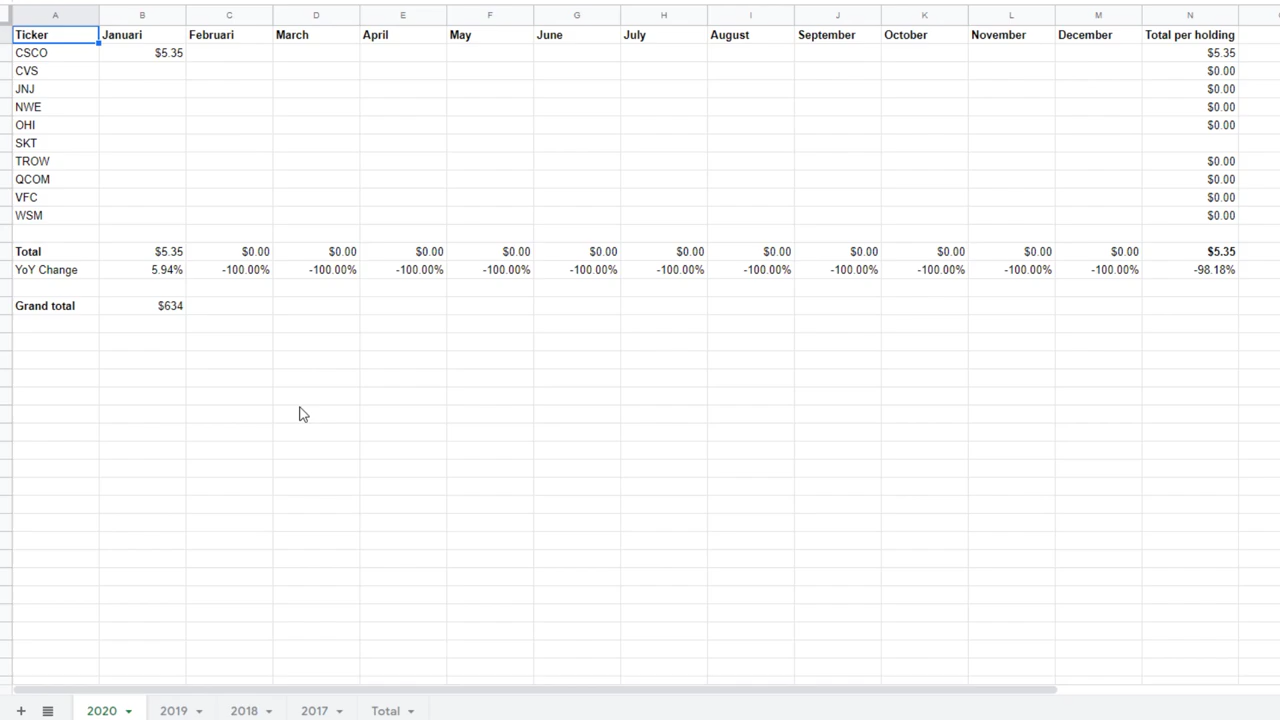 A B C D E F G H I J K L M N
Ticker Januari Februari March April May June July August September October November December Total per holding
CSCO $5.35 $5.35
CVS $0.00
JNJ $0.00
NWE $0.00
OHI $0.00
SKT
TROW $0.00
QCOM $0.00
VFC $0.00
WSM $0.00
Total $5.35 $0.00 $0.00 $0.00 $0.00 $0.00 $0.00 $0.00 $0.00 $0.00 $0.00 $0.00 $5.35
YoY Change 5.94% -100.00% -100.00% -100.00% -100.00% -100.00% -100.00% -100.00% -100.00% -100.00% -100.00% -100.00% -98.18%
Grand total $634
2020 2019 2018 2017 Total